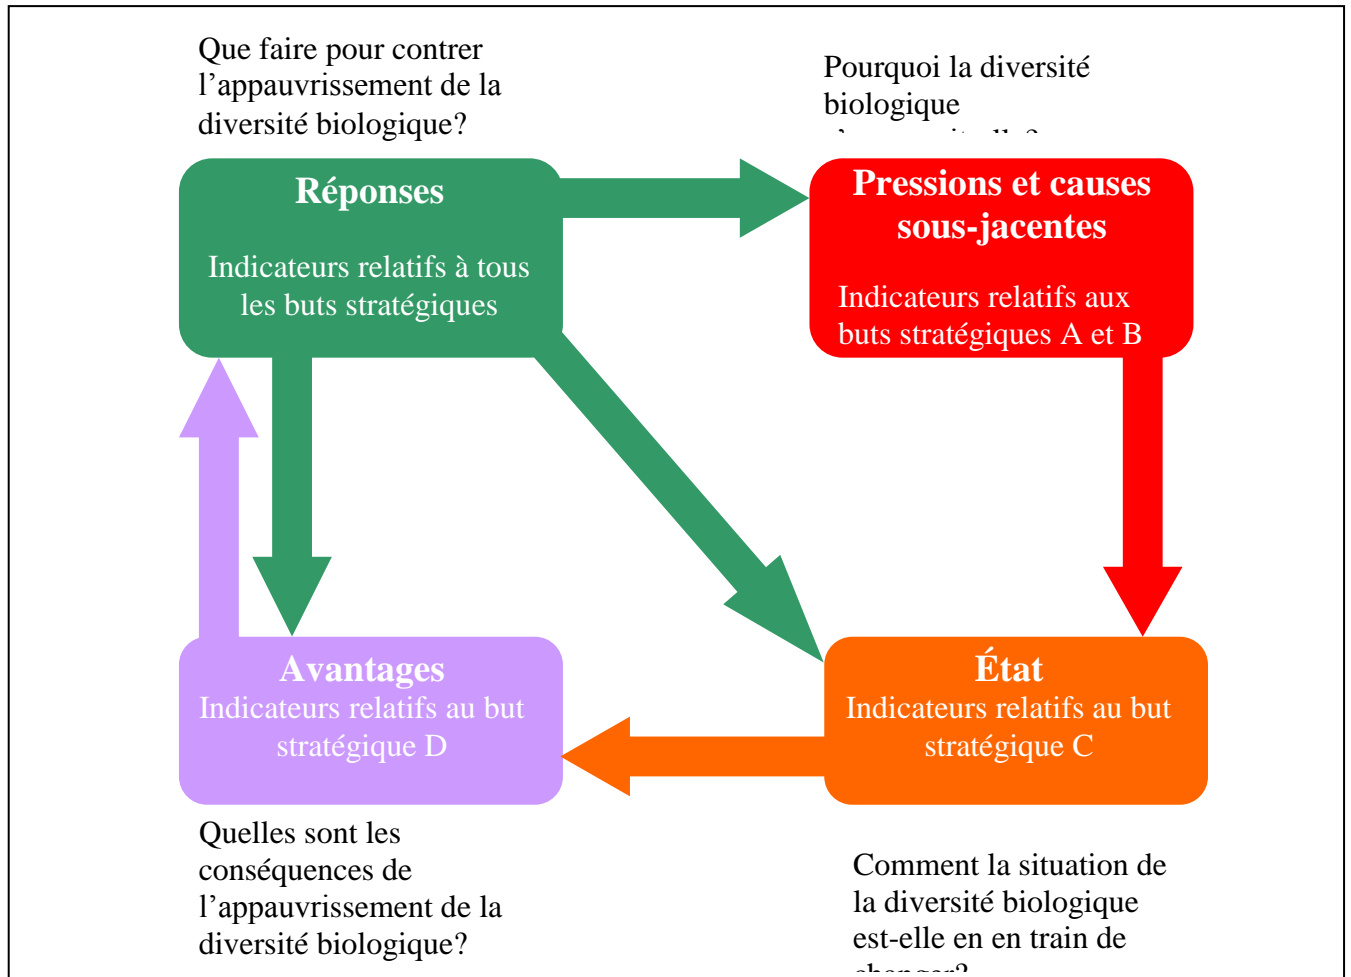 Que faire pour contrer
l’appauvrissement de la
diversité biologique?
Pourquoi la diversité
biologique
Réponses
Indicateurs relatifs à tous
les buts stratégiques
Pressions et causes
sous-jacentes
Indicateurs relatifs aux
buts stratégiques A et B
Avantages
Indicateurs relatifs au but
stratégique D
État
Indicateurs relatifs au but
stratégique C
Quelles sont les
conséquences de
l’appauvrissement de la
diversité biologique?
Comment la situation de
la diversité biologique
est-elle en en train de
changer?